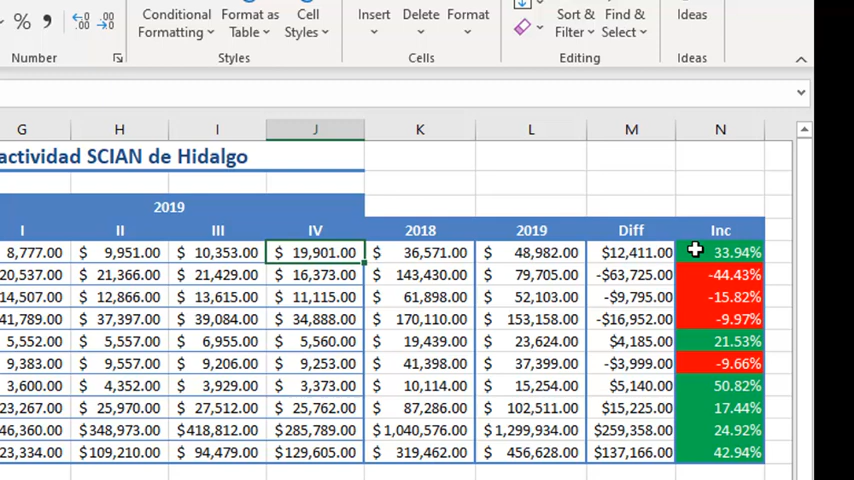 Conditional
Formatting
Format as
Table
Cell
Styles
Insert
Delete
Format
Sort &
Filter
Find &
Select
Ideas
%
,
.00
.0
.00
Number
Styles
Cells
Editing
Ideas
G H I J K L M N
actividad SCIAN de Hidalgo
2019
I II III IV 2018 2019 Diff Inc
8,777.00 $ 9,951.00 $ 10,353.00 $ 19,901.00 $ 36,571.00 $ 48,982.00 $12,411.00 33.94%
20,537.00 $ 21,366.00 $ 21,429.00 $ 16,373.00 $ 143,430.00 $ 79,705.00 -$63,725.00 -44.43%
14,507.00 $ 12,866.00 $ 13,615.00 $ 11,115.00 $ 61,898.00 $ 52,103.00 -$9,795.00 -15.82%
41,789.00 $ 37,397.00 $ 39,084.00 $ 34,888.00 $ 170,110.00 $ 153,158.00 -$16,952.00 -9.97%
5,552.00 $ 5,557.00 $ 6,955.00 $ 5,560.00 $ 19,439.00 $ 23,624.00 $4,185.00 21.53%
9,383.00 $ 9,557.00 $ 9,206.00 $ 9,253.00 $ 41,398.00 $ 37,399.00 -$3,999.00 -9.66%
3,600.00 $ 4,352.00 $ 3,929.00 $ 3,373.00 $ 10,114.00 $ 15,254.00 $5,140.00 50.82%
23,267.00 $ 25,970.00 $ 27,512.00 $ 25,762.00 $ 87,286.00 $ 102,511.00 $15,225.00 17.44%
46,360.00 $348,973.00 $418,812.00 $285,789.00 $1,040,576.00 $1,299,934.00 $259,358.00 24.92%
23,334.00 $109,210.00 $ 94,479.00 $129,605.00 $ 319,462.00 $ 456,628.00 $137,166.00 42.94%